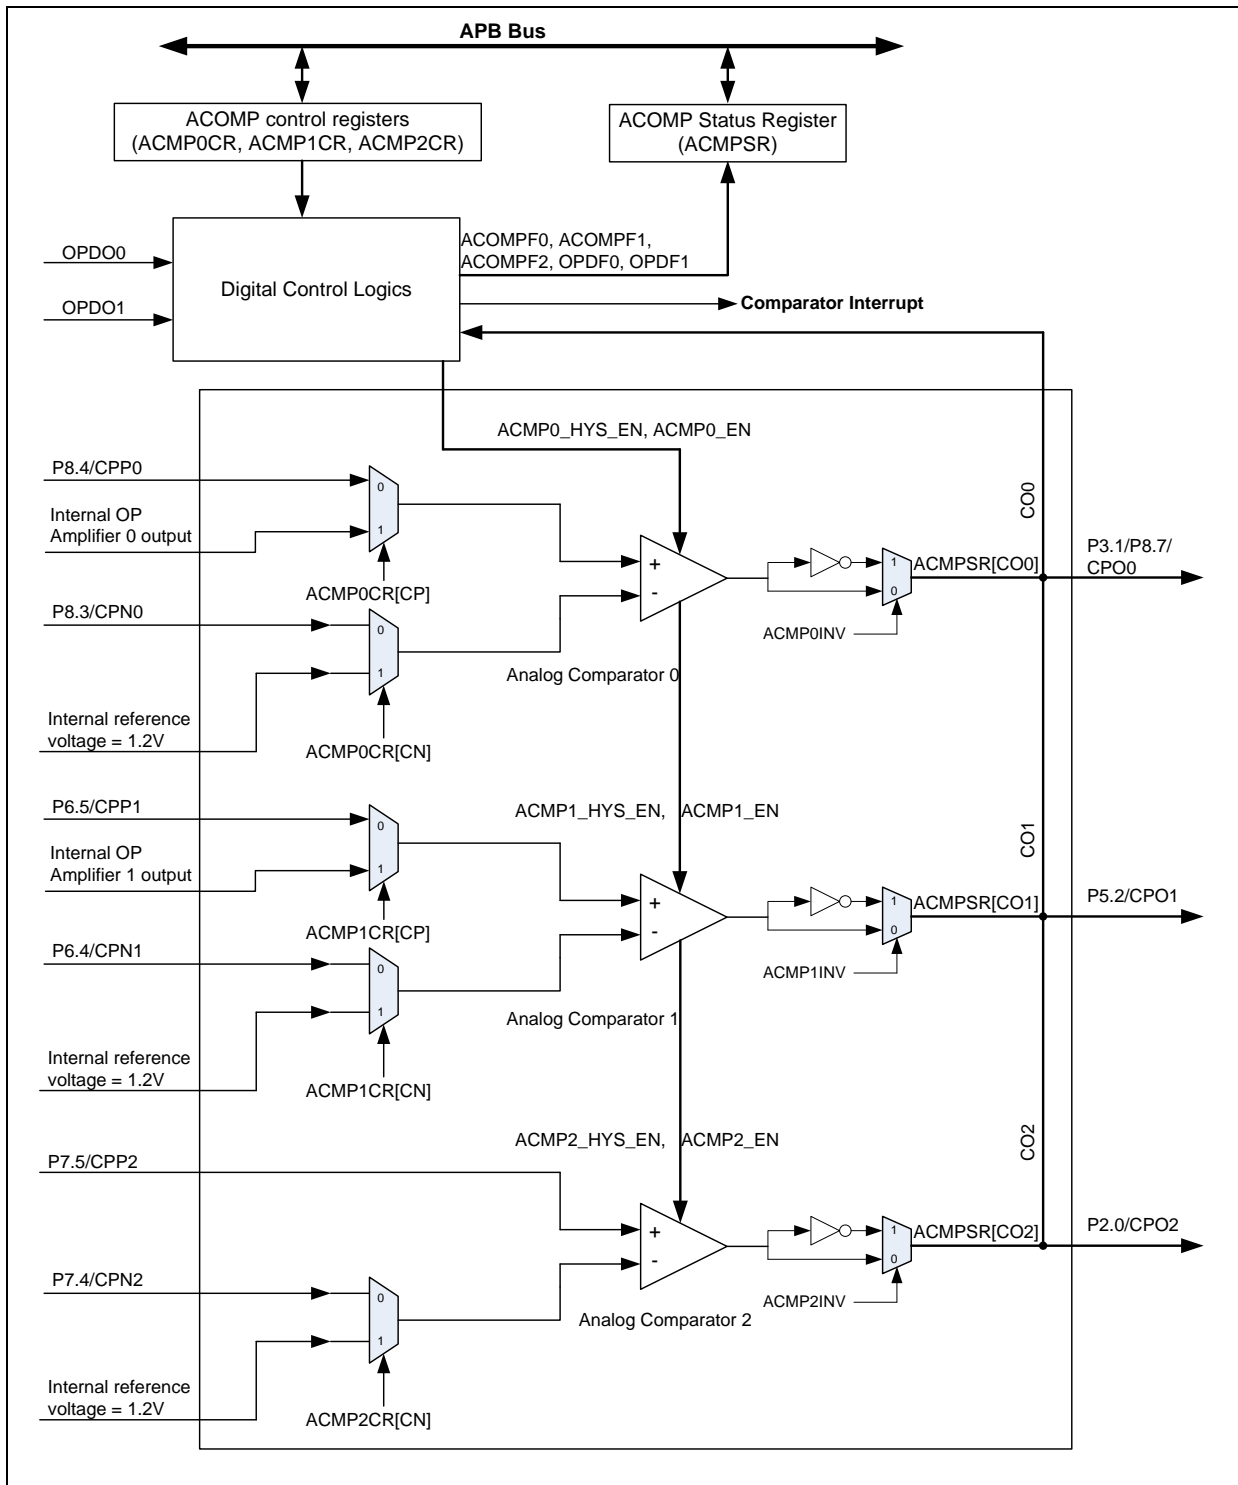 APB Bus
ACOMP control registers
(ACMP0CR, ACMP1CR, ACMP2CR)
ACOMP Status Register
(ACMPSR)
OPDO0
OPDO1
Digital Control Logics
ACOMPF0, ACOMPF1,
ACOMPF2, OPDF0, OPDF1
Comparator Interrupt
ACMP0_HYS_EN, ACMP0_EN
P8.4/CPP0
0
Internal OP
Amplifier 0 output
1
ACMP0CR[CP]
P8.3/CPN0
0
1
Internal reference
voltage = 1.2V
ACMP0CR[CN]
+
-
Analog Comparator 0
1
0
ACMP0INV
ACMPSR[CO0]
CO0
P3.1/P8.7/
CPO0
P6.5/CPP1
0
Internal OP
Amplifier 1 output
1
ACMP1CR[CP]
P6.4/CPN1
0
1
Internal reference
voltage = 1.2V
ACMP1CR[CN]
ACMP1_HYS_EN, ACMP1_EN
+
-
Analog Comparator 1
1
0
ACMP1INV
ACMPSR[CO1]
CO1
P5.2/CPO1
ACMP2_HYS_EN, ACMP2_EN
P7.5/CPP2
P7.4/CPN2
0
1
Internal reference
voltage = 1.2V
ACMP2CR[CN]
+
-
Analog Comparator 2
1
0
ACMP2INV
ACMPSR[CO2]
CO2
P2.0/CPO2